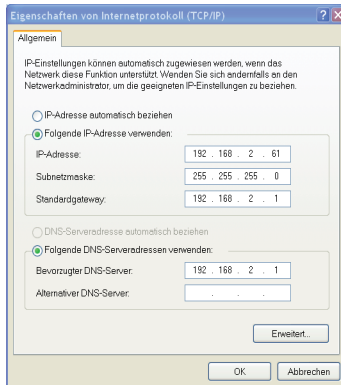 Eigenschaften von Internetprotokoll (TCP/IP)
Allgemein
IP-Einstellungen können automatisch zugewiesen werden, wenn das
Netzwerk diese Funktion unterstützt. Wenden Sie sich andernfalls an den
Netzwerkadministrator, um die geeigneten IP-Einstellungen zu beziehen.
IP-Adresse automatisch beziehen
Folgende IP-Adresse verwenden:
IP-Adresse: 192 . 168 . 2 . 61
Subnetzmaske: 255 . 255 . 255 . 0
Standardgateway: 192 . 168 . 2 . 1
DNS-Serveradresse automatisch beziehen
Folgende DNS-Serveradressen verwenden:
Bevorzugter DNS-Server: 192 . 168 . 2 . 1
Alternativer DNS-Server: . . .
Erweitert...
OK Abbrechen